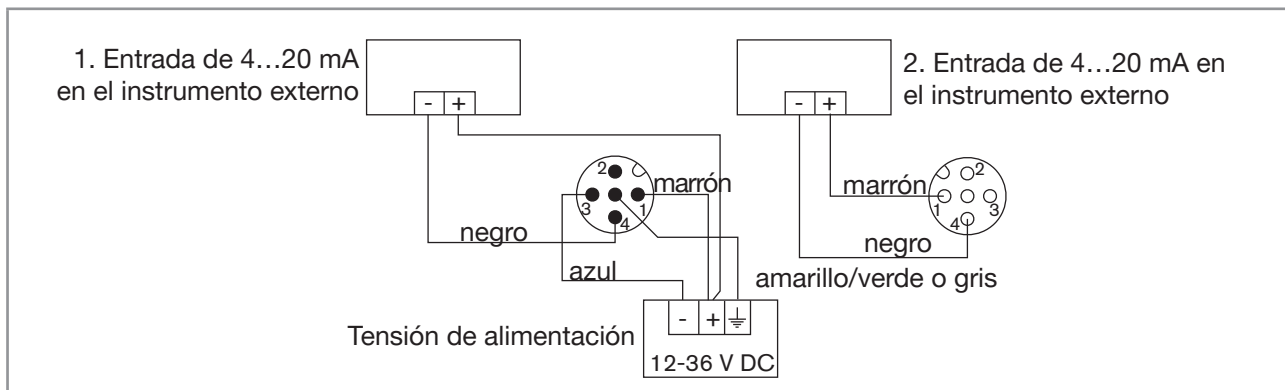 1. Entrada de 4...20 mA
en el instrumento externo
- +
2. Entrada de 4...20 mA en
el instrumento externo
- +
2
marrón
3
1
4
negro
azul
marrón
2
1
3
4
negro
amarillo/verde o gris
Tensión de alimentación
- +
12-36 V DC